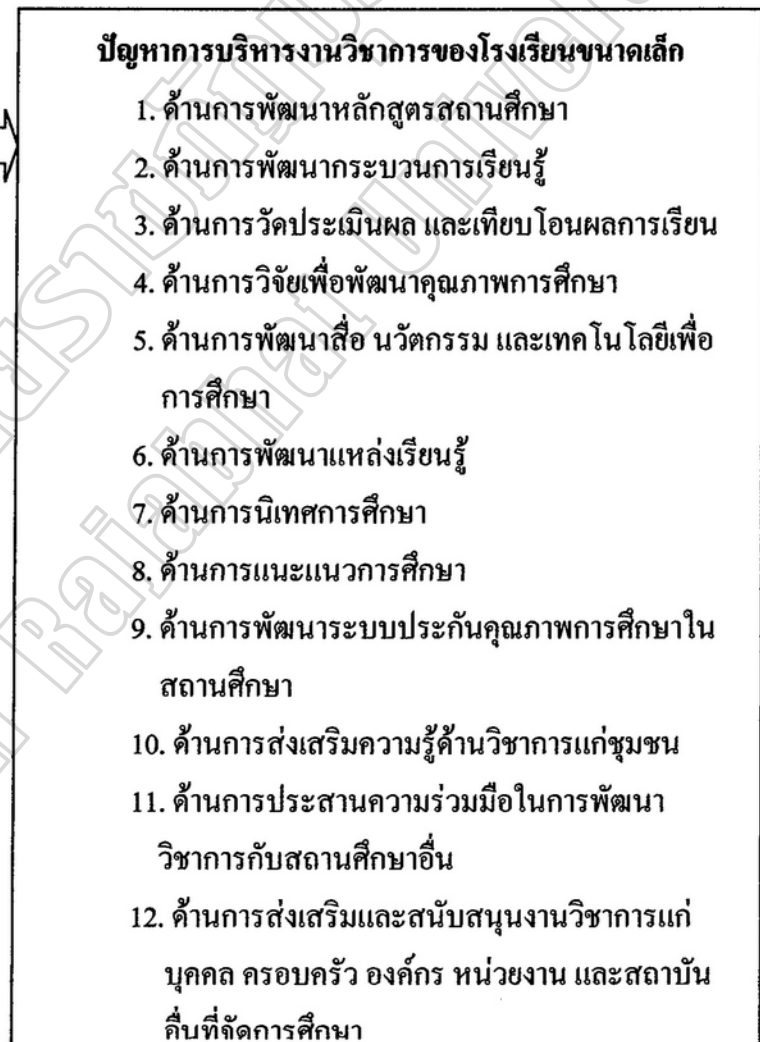 ปัญหาการบริหารงานวิชาการของโรงเรียนขนาดเล็ก
1. ด้านการพัฒนาหลักสูตรสถานศึกษา
2. ด้านการพัฒนากระบวนการเรียนรู้
3. ด้านการวัดประเมินผล และเทียบโอนผลการเรียน
4. ด้านการวิจัยเพื่อพัฒนาคุณภาพการศึกษา
5. ด้านการพัฒนาสื่อ นวัตกรรม และเทคโนโลยีเพื่อ
การศึกษา
6. ด้านการพัฒนาแหล่งเรียนรู้
7. ด้านการนิเทศการศึกษา
8. ด้านการแนะแนวการศึกษา
9. ด้านการพัฒนาระบบประกันคุณภาพการศึกษาใน
สถานศึกษา
10. ด้านการส่งเสริมความรู้ด้านวิชาการแก่ชุมชน
11. ด้านการประสานความร่วมมือในการพัฒนา
วิชาการกับสถานศึกษาอื่น
12. ด้านการส่งเสริมและสนับสนุนงานวิชาการแก่
บุคคล ครอบครัว องค์กร หน่วยงาน และสถาบัน
อื่นที่จัดการศึกษา
Rajabhat